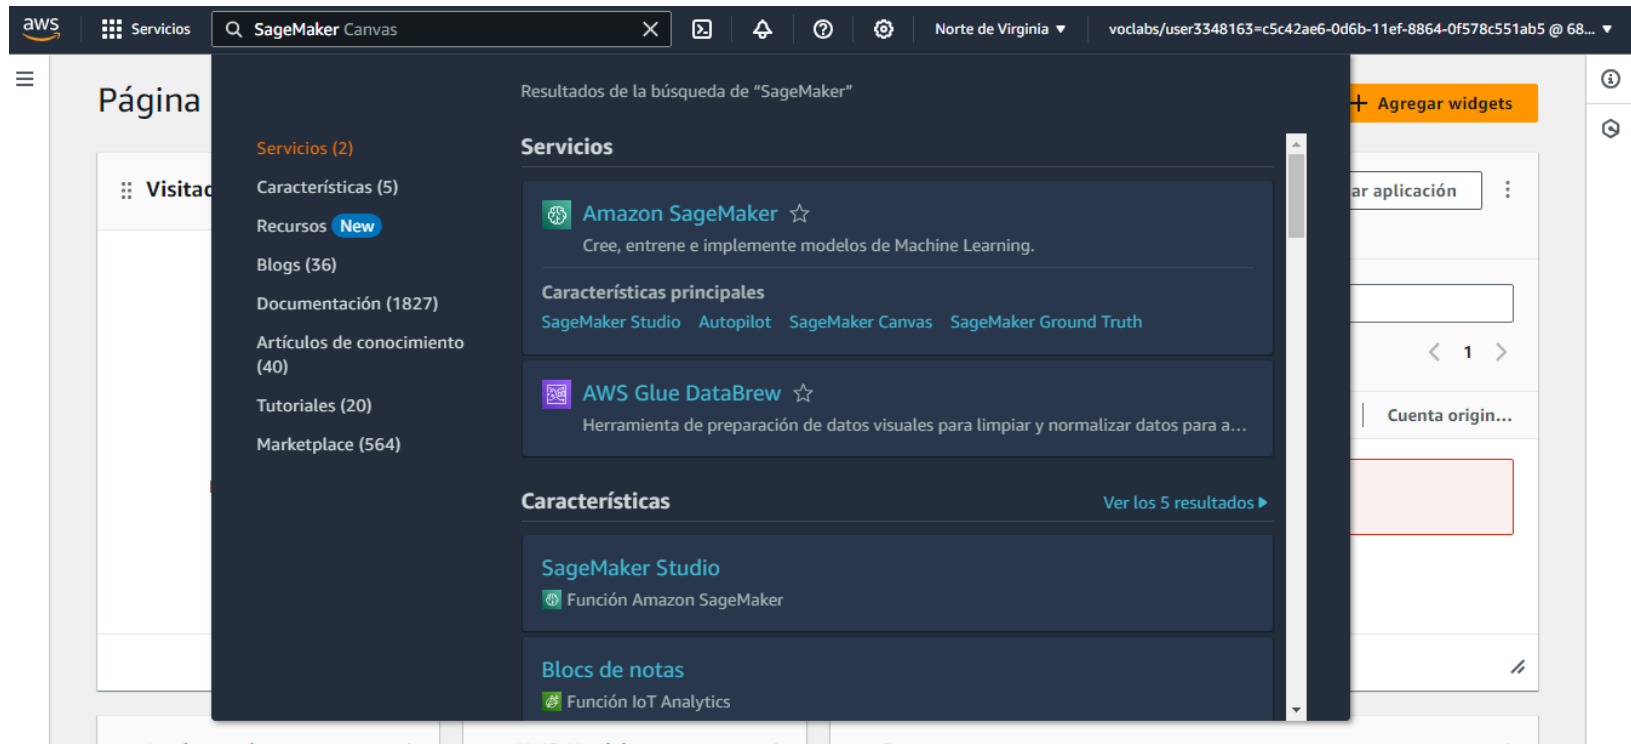 aws
Servicios
SageMaker Canvas
Norte de Virginia
voclabs/user3348163=c5c42ae6-0d6b-11ef-8864-0f578c551ab5 @ 68...
Página
Agregar widgets
Resultados de la búsqueda de “SageMaker”
Servicios (2)
Características (5)
Recursos New
Blogs (36)
Documentación (1827)
Artículos de conocimiento
(40)
Tutoriales (20)
Marketplace (564)
Servicios
Amazon SageMaker
Cree, entrene e implemente modelos de Machine Learning.
Características principales
SageMaker Studio Autopilot SageMaker Canvas SageMaker Ground Truth
AWS Glue DataBrew
Herramienta de preparación de datos visuales para limpiar y normalizar datos para a...
Características
Ver los 5 resultados
SageMaker Studio
Función Amazon SageMaker
Blocs de notas
Función IoT Analytics
Visitad
ar aplicación
1
Cuenta origin...